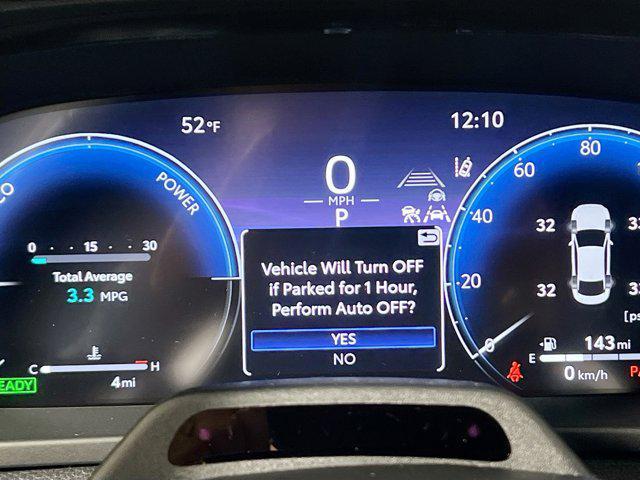 52°F
12:10
POWER
0
MPH
P
0 15 30
Total Average
3.3 MPG
C H
4 mi
READY
Vehicle Will Turn OFF
if Parked for 1 Hour,
Perform Auto OFF?
YES
NO
80
60
40
20
0
32
32
143 mi
E
0 km/h